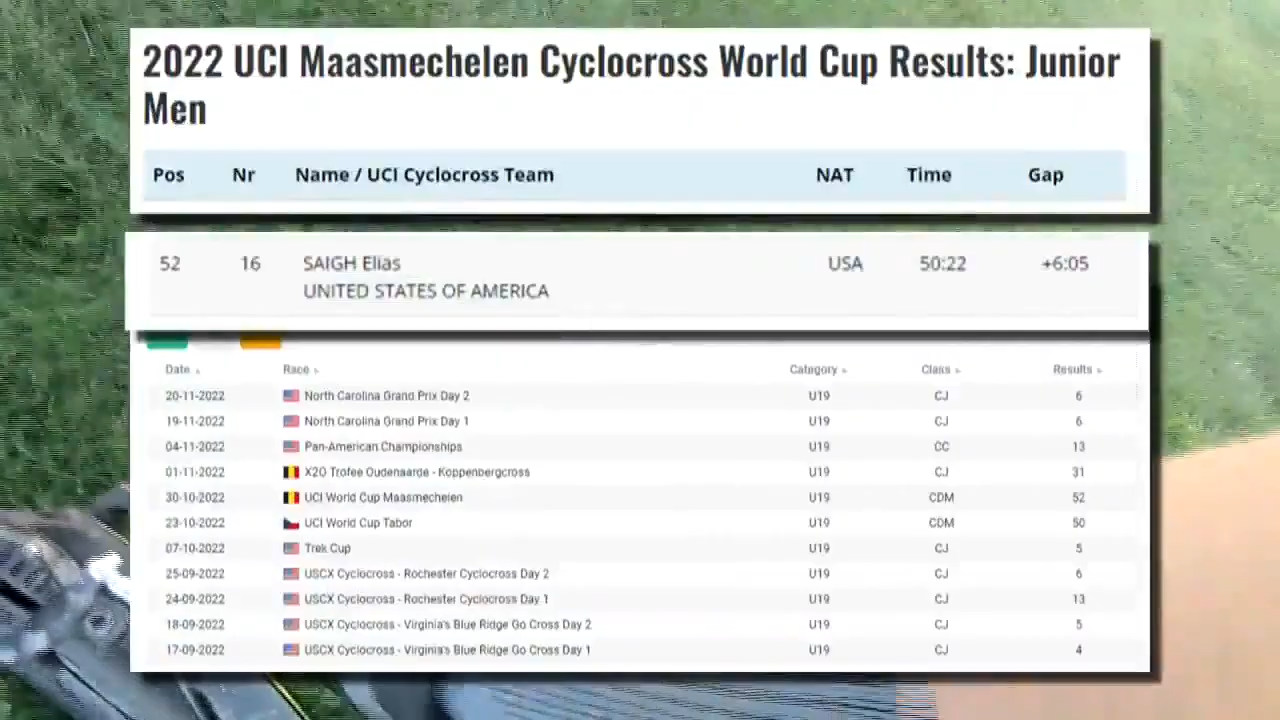 2022 UCI Maasmechelen Cyclocross World Cup Results: Junior
Men
Pos Nr Name / UCI Cyclocross Team NAT Time Gap
52 16 SAIGH Elias USA 50:22 +6:05
UNITED STATES OF AMERICA
Date Race Category Class Results
20-11-2022 North Carolina Grand Prix Day 2 U19 CJ 6
19-11-2022 North Carolina Grand Prix Day 1 U19 CJ 6
04-11-2022 Pan-American Championships U19 CC 13
01-11-2022 X2O Trofee Oudenaarde - Koppenbergcross U19 CJ 31
30-10-2022 UCI World Cup Maasmechelen U19 CDM 52
23-10-2022 UCI World Cup Tabor U19 CDM 50
07-10-2022 Trek Cup U19 CJ 5
25-09-2022 USCX Cyclocross - Rochester Cyclocross Day 2 U19 CJ 6
24-09-2022 USCX Cyclocross - Rochester Cyclocross Day 1 U19 CJ 13
18-09-2022 USCX Cyclocross - Virginia's Blue Ridge Go Cross Day 2 U19 CJ 5
17-09-2022 USCX Cyclocross - Virginia's Blue Ridge Go Cross Day 1 U19 CJ 4